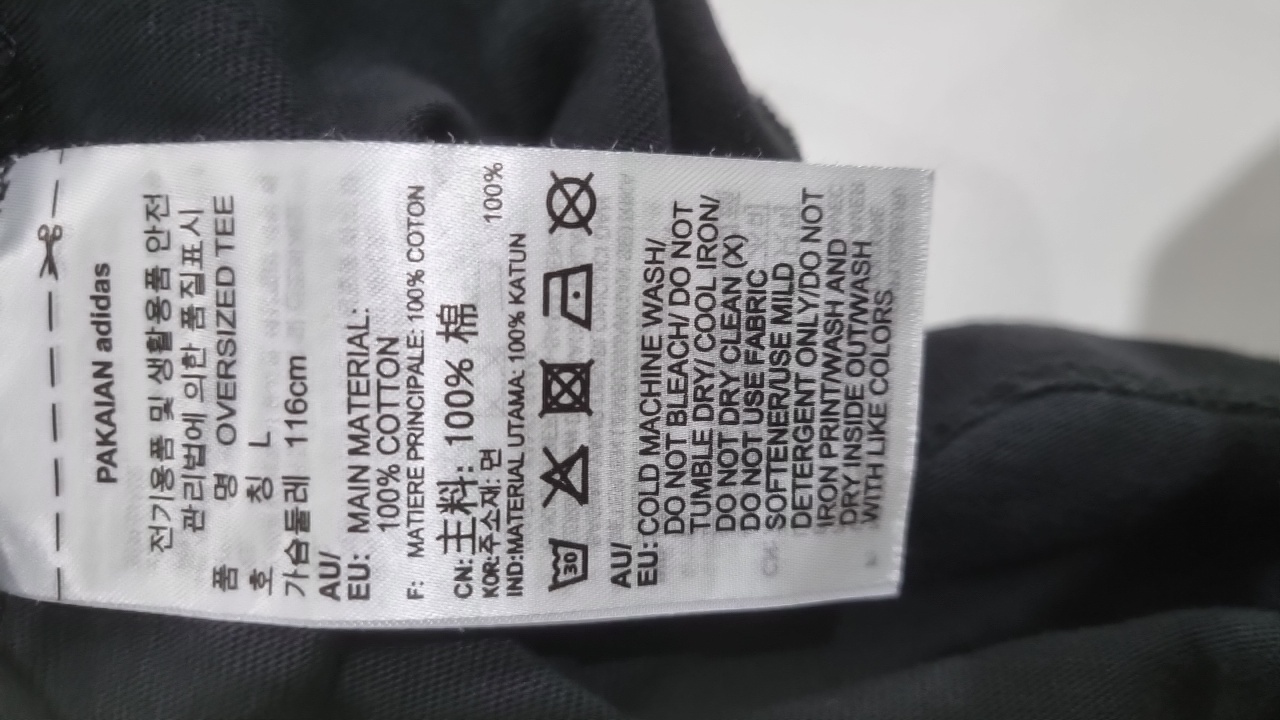 PAKAIAN adidas
전기용품 및 생활용품 안전
관리법에 의한 품질표시
품 명 OVERSIZED TEE
호 칭 L
가슴둘레 116cm
AU/
EU: MAIN MATERIAL:
100% COTTON
F: MATIERE PRINCIPALE: 100% COTON
CN: 主料: 100% 棉
KOR:주소재: 면 100%
IND:MATERIAL UTAMA: 100% KATUN
30
AU/
EU: COLD MACHINE WASH/
DO NOT BLEACH/ DO NOT
TUMBLE DRY/ COOL IRON/
DO NOT DRY CLEAN (X)
DO NOT USE FABRIC
SOFTENER/USE MILD
DETERGENT ONLY/DO NOT
IRON PRINT/WASH AND
DRY INSIDE OUT/WASH
WITH LIKE COLORS